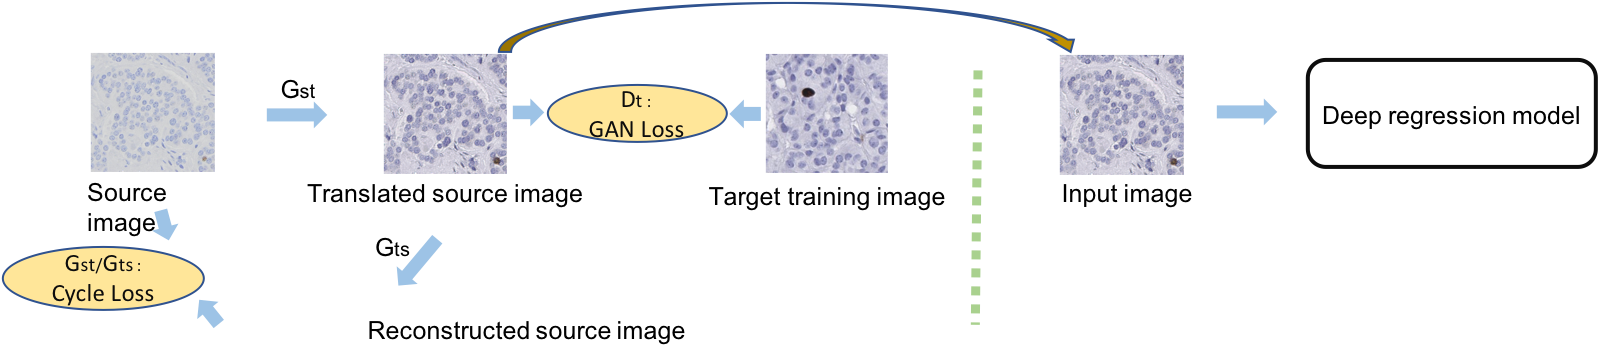 Gst
Dt :
GAN Loss
Deep regression model
Source
image
Translated source image
Target training image
Input image
Gts
Gst/Gts :
Cycle Loss
Reconstructed source image